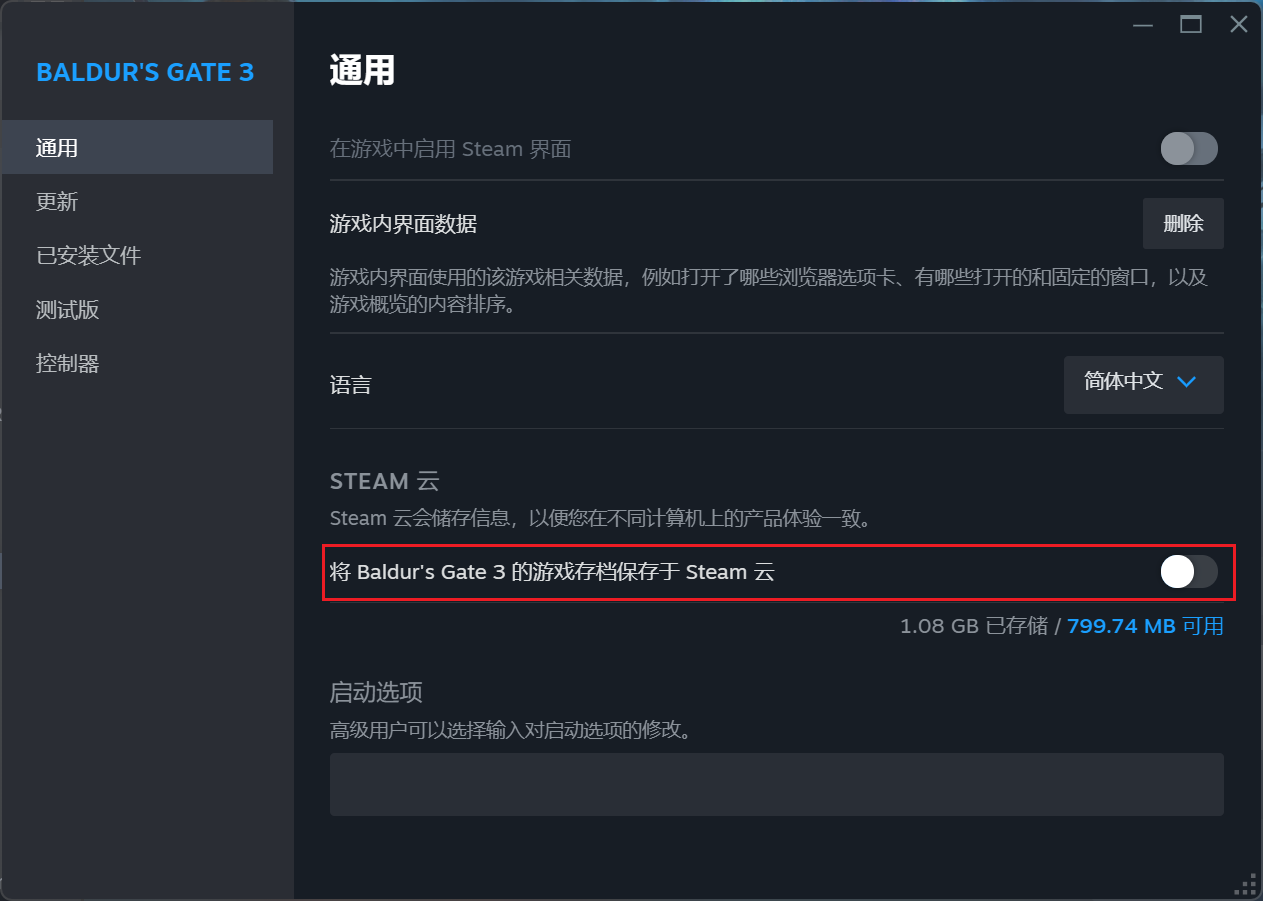 BALDUR'S GATE 3
通用
更新
已安装文件
测试版
控制器
通用
在游戏中启用 Steam 界面
游戏内界面数据
删除
游戏内界面使用的该游戏相关数据，例如打开了哪些浏览器选项卡、有哪些打开的和固定的窗口，以及
游戏概览的内容排序。
语言
简体中文
STEAM 云
Steam 云会储存信息，以便您在不同计算机上的产品体验一致。
将 Baldur's Gate 3 的游戏存档保存于 Steam 云
1.08 GB 已存储 / 799.74 MB 可用
启动选项
高级用户可以选择输入对启动选项的修改。